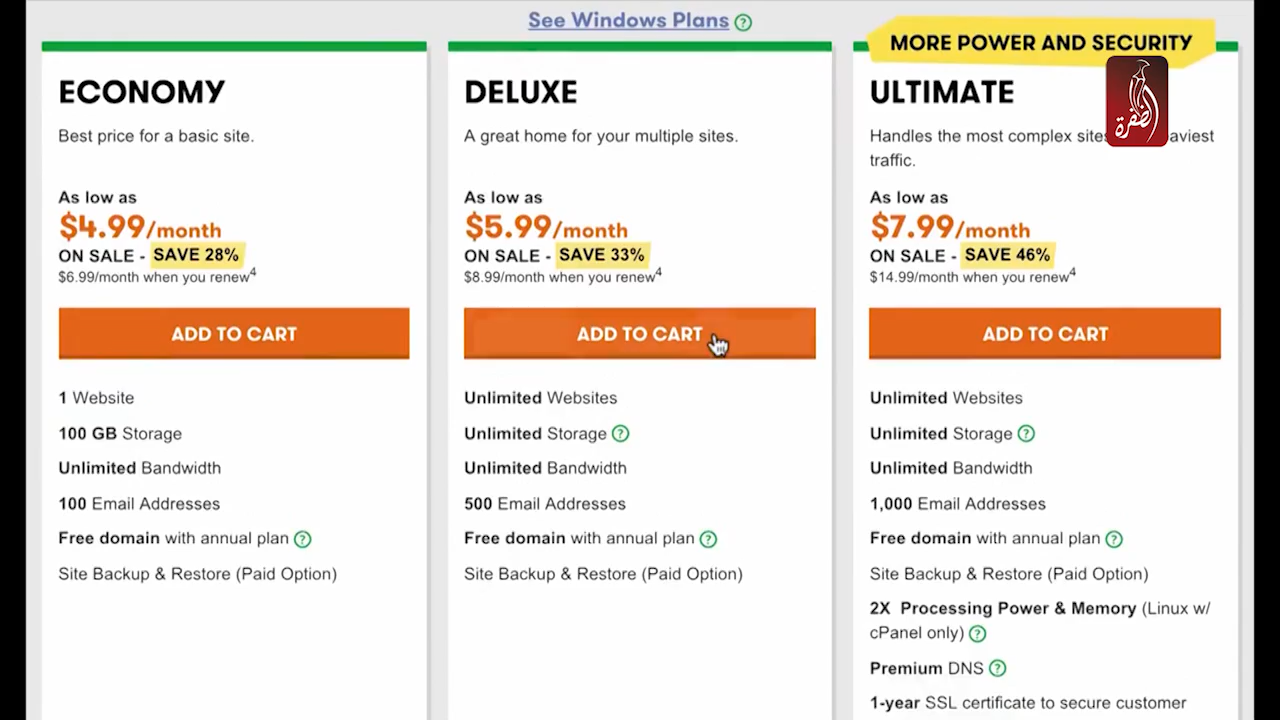 See Windows Plans ?
MORE POWER AND SECURITY
ECONOMY
Best price for a basic site.
As low as
$4.99/month
ON SALE - SAVE 28%
$6.99/month when you renew4
ADD TO CART
1 Website
100 GB Storage
Unlimited Bandwidth
100 Email Addresses
Free domain with annual plan ?
Site Backup & Restore (Paid Option)
DELUXE
A great home for your multiple sites.
As low as
$5.99/month
ON SALE - SAVE 33%
$8.99/month when you renew4
ADD TO CART
Unlimited Websites
Unlimited Storage ?
Unlimited Bandwidth
500 Email Addresses
Free domain with annual plan ?
Site Backup & Restore (Paid Option)
ULTIMATE
الظفرة
Handles the most complex sites
traffic.
As low as
$7.99/month
ON SALE - SAVE 46%
$14.99/month when you renew4
ADD TO CART
Unlimited Websites
Unlimited Storage ?
Unlimited Bandwidth
1,000 Email Addresses
Free domain with annual plan ?
Site Backup & Restore (Paid Option)
2X Processing Power & Memory (Linux w/
cPanel only) ?
Premium DNS ?
1-year SSL certificate to secure customer